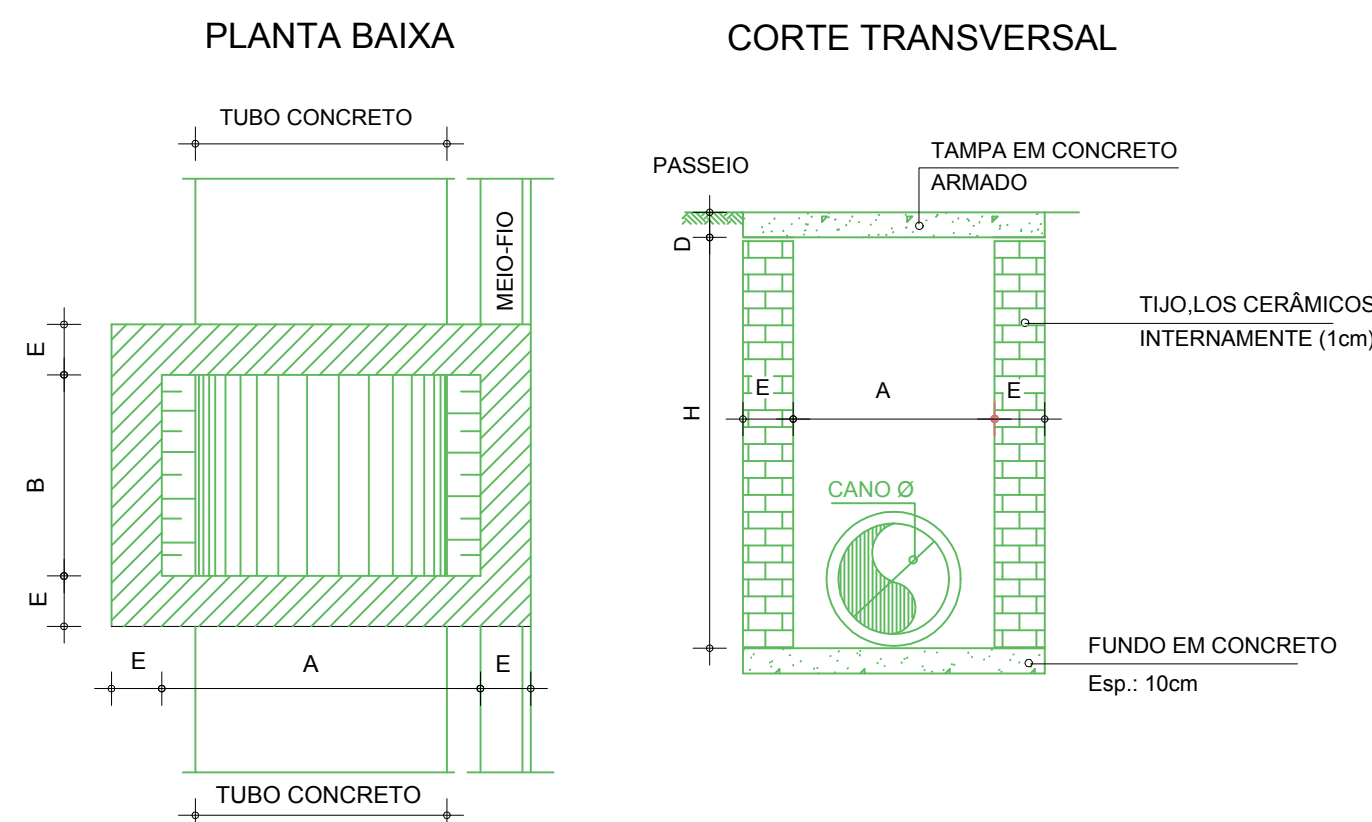 PLANTA BAIXA
CORTE TRANSVERSAL
TUBO CONCRETO
MEIO-FIO
E
B
E
E
A
E
TUBO CONCRETO
PASSEIO
TAMPA EM CONCRETO
ARMADO
D
TIJO,LOS CERÂMICOS
INTERNAMENTE (1cm)
H
E
A
E
CANO Ø
FUNDO EM CONCRETO
Esp.: 10cm